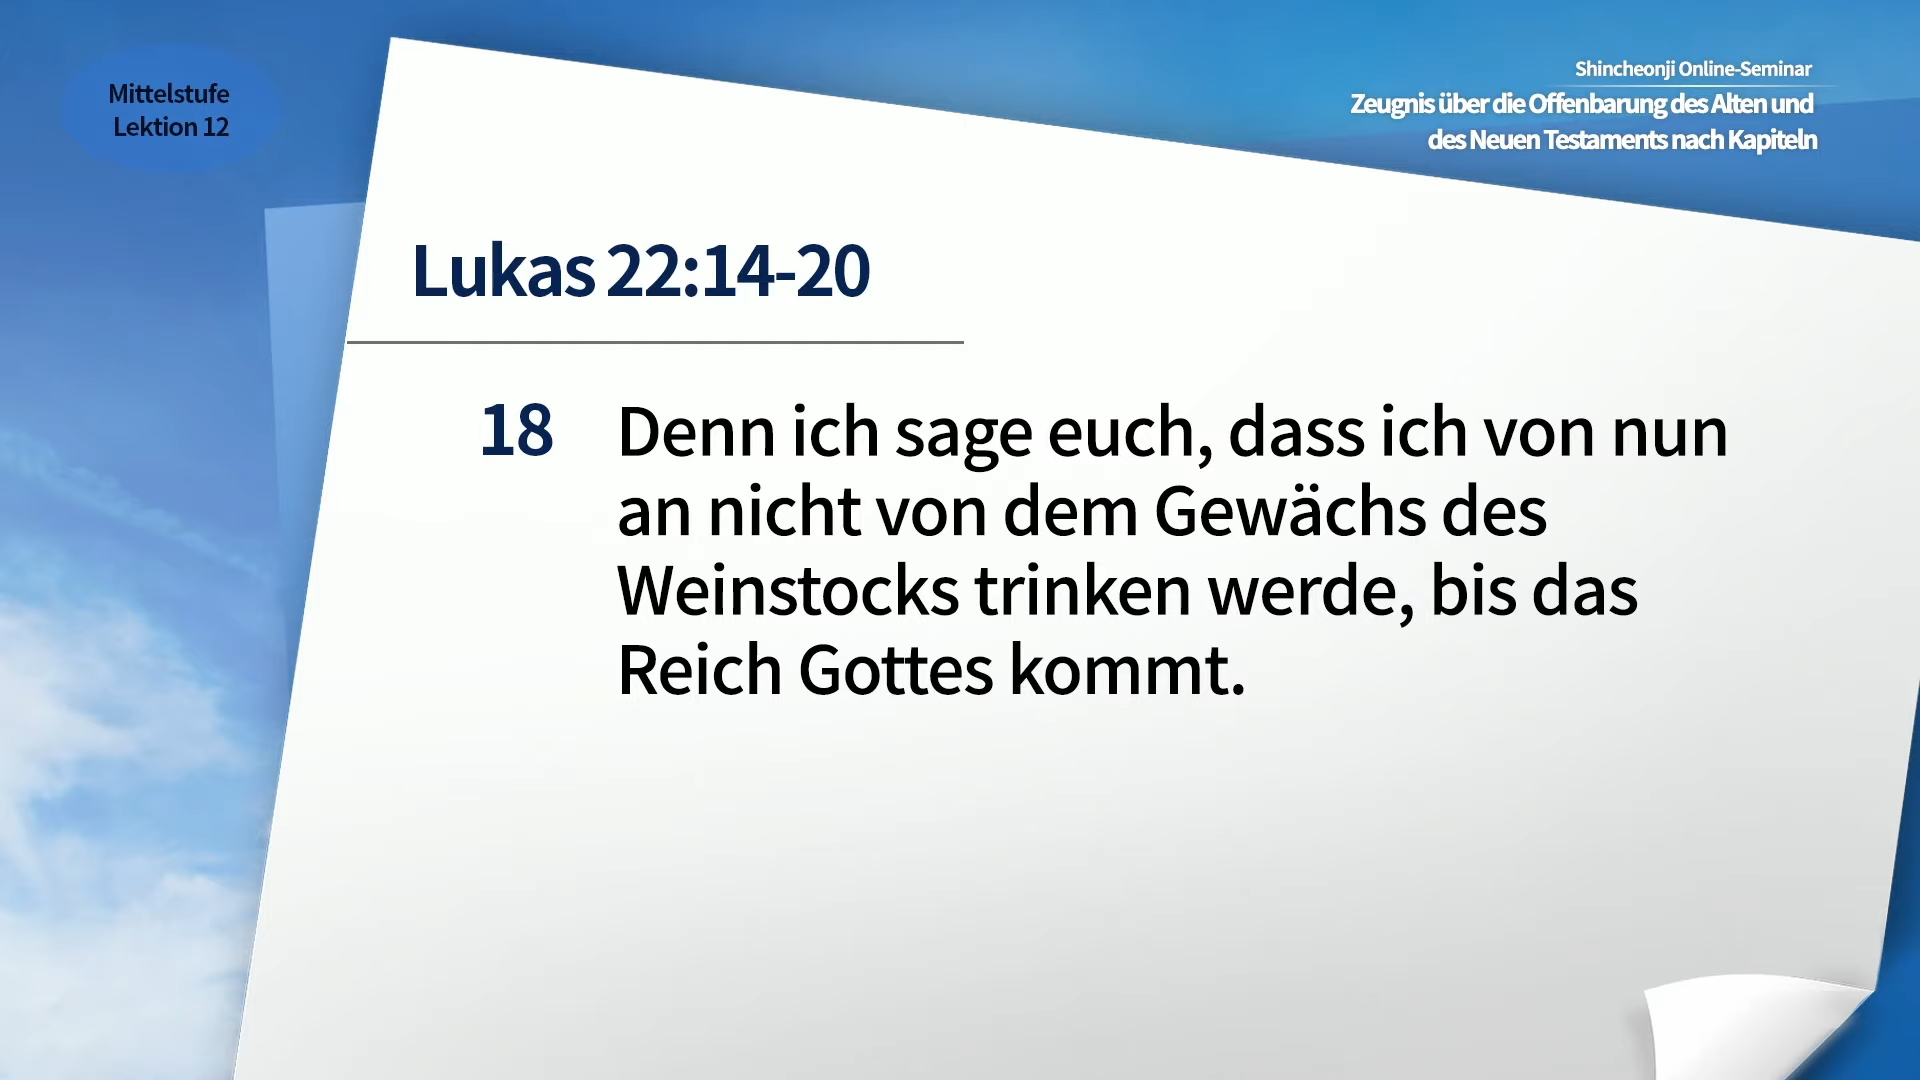 Mittelstufe
Lektion 12
Shincheonji Online-Seminar
Zeugnis über die Offenbarung des Alten und
des Neuen Testaments nach Kapiteln
Lukas 22:14-20
18 Denn ich sage euch, dass ich von nun
an nicht von dem Gewächs des
Weinstocks trinken werde, bis das
Reich Gottes kommt.